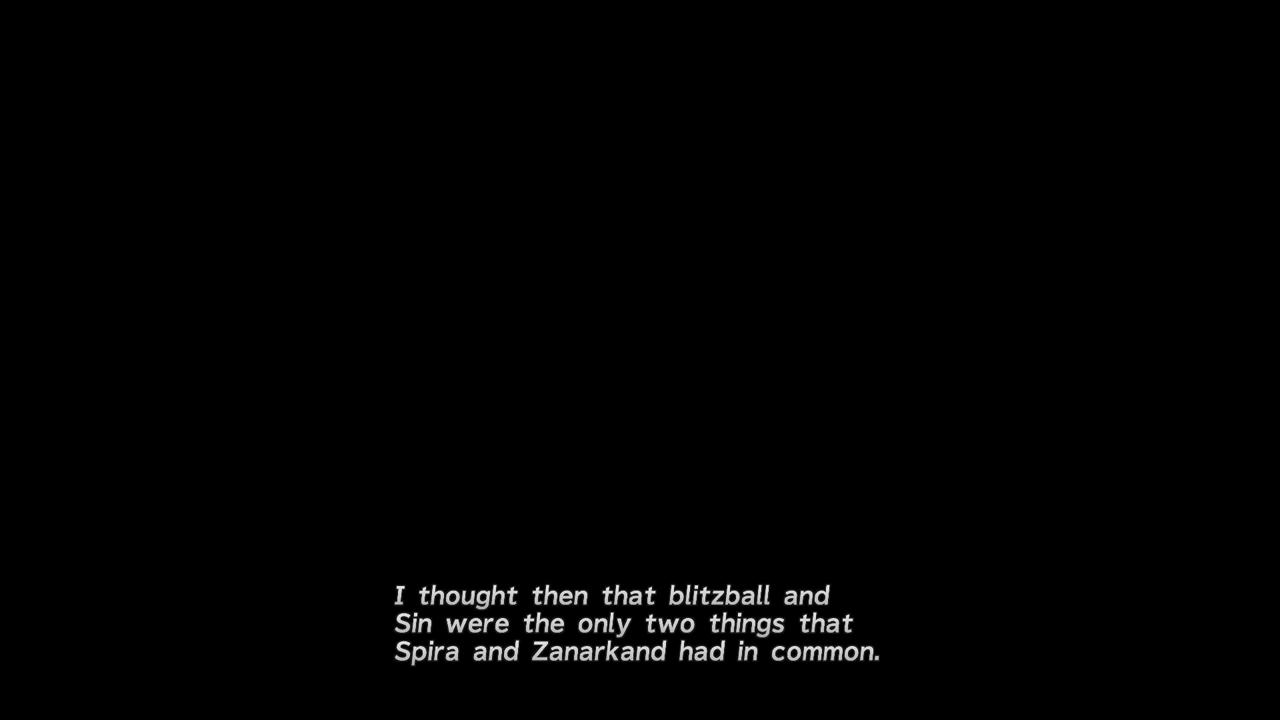 I thought then that blitzball and
Sin were the only two things that
Spira and Zanarkand had in common.